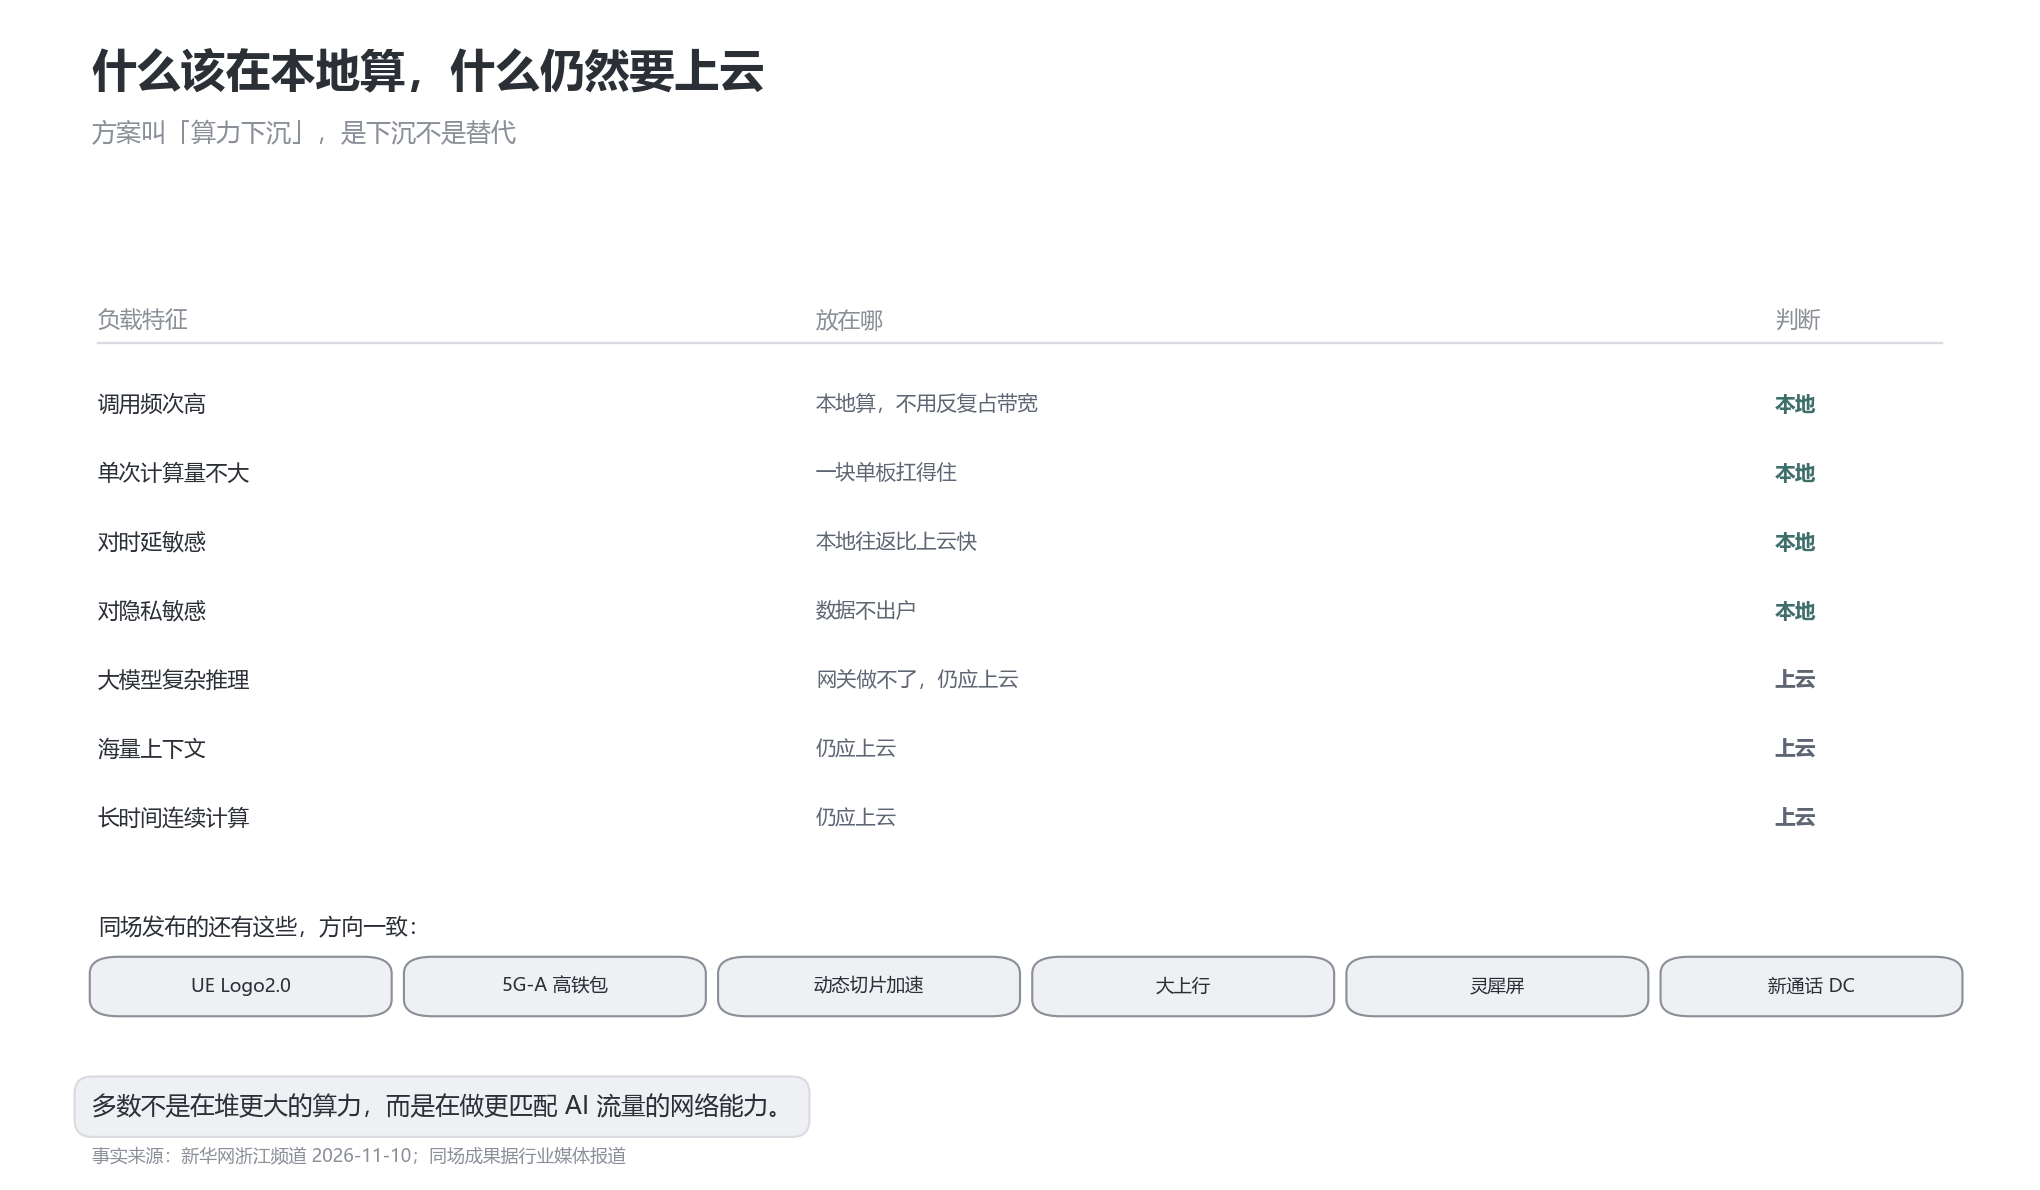 什么该在本地算，什么仍然要上云
方案叫「算力下沉」，是下沉不是替代
负载特征 放在哪 判断
调用频次高 本地算，不用反复占带宽 本地
单次计算量不大 一块单板扛得住 本地
对时延敏感 本地往返比上云快 本地
对隐私敏感 数据不出户 本地
大模型复杂推理 网关做不了，仍应上云 上云
海量上下文 仍应上云 上云
长时间连续计算 仍应上云 上云
同场发布的还有这些，方向一致：
UE Logo2.0 5G-A 高铁包 动态切片加速 大上行 灵犀屏 新通话 DC
多数不是在堆更大的算力，而是在做更匹配 AI 流量的网络能力。
事实来源：新华网浙江频道 2026-11-10；同场成果据行业媒体报道